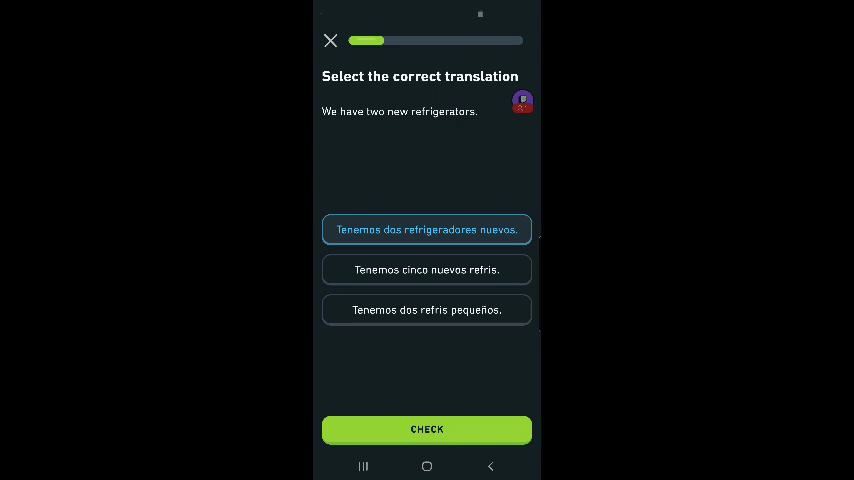 Select the correct translation
We have two new refrigerators.
Tenemos dos refrigeradores nuevos.
Tenemos cinco nuevos refris.
Tenemos dos refris pequeños.
CHECK